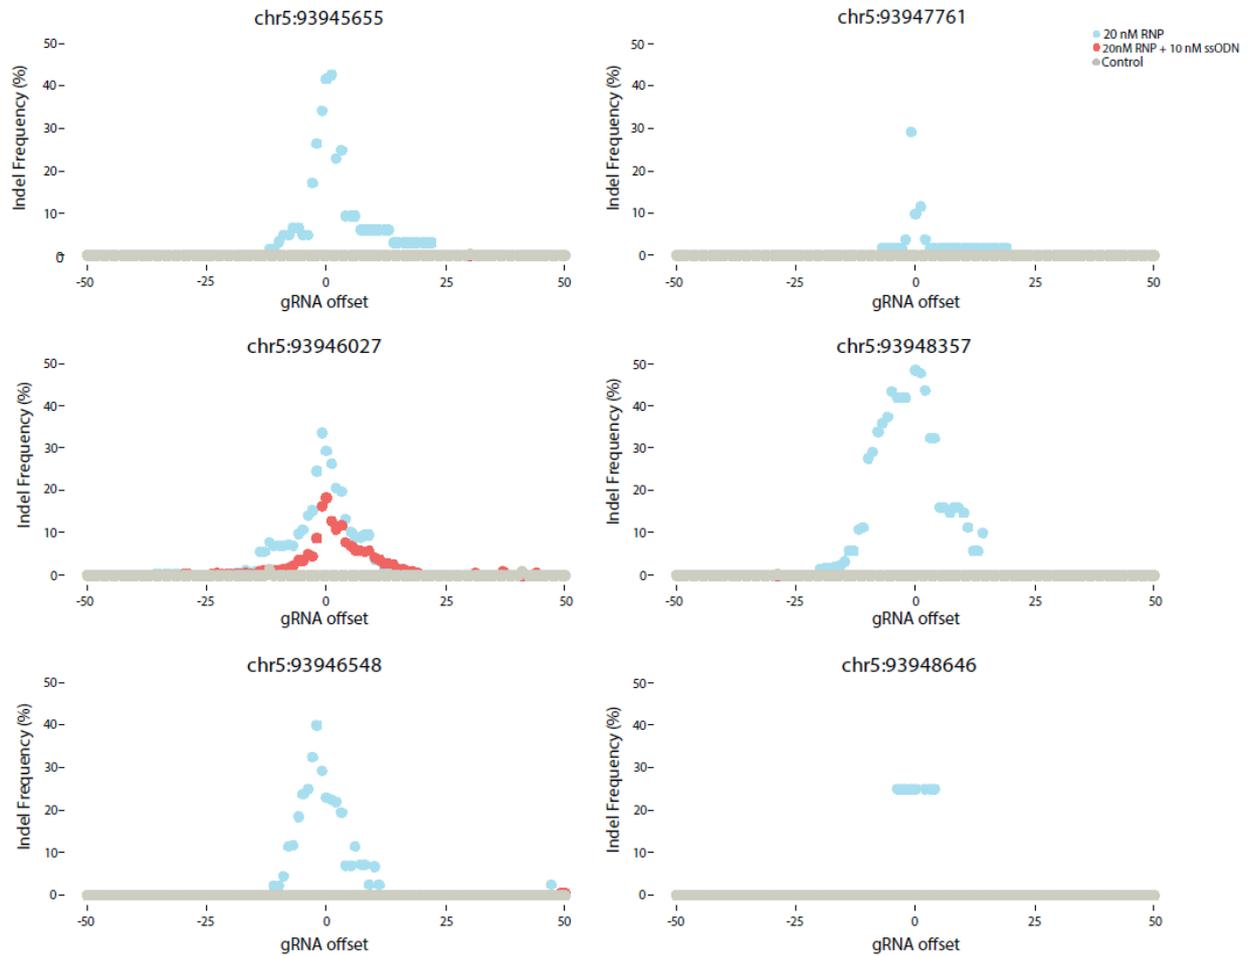 chr5:93945655
50
40
30
20
10
0
Indel Frequency (%)
-50 -25 0 25 50
gRNA offset
chr5:93947761
20 nM RNP
20nM RNP + 10 nM ssODN
Control
50
40
30
20
10
0
Indel Frequency (%)
-50 -25 0 25 50
gRNA offset
chr5:93946027
50
40
30
20
10
0
Indel Frequency (%)
-50 -25 0 25 50
gRNA offset
chr5:93948357
50
40
30
20
10
0
Indel Frequency (%)
-50 -25 0 25 50
gRNA offset
chr5:93946548
50
40
30
20
10
0
Indel Frequency (%)
-50 -25 0 25 50
gRNA offset
chr5:93948646
50
40
30
20
10
0
Indel Frequency (%)
-50 -25 0 25 50
gRNA offset